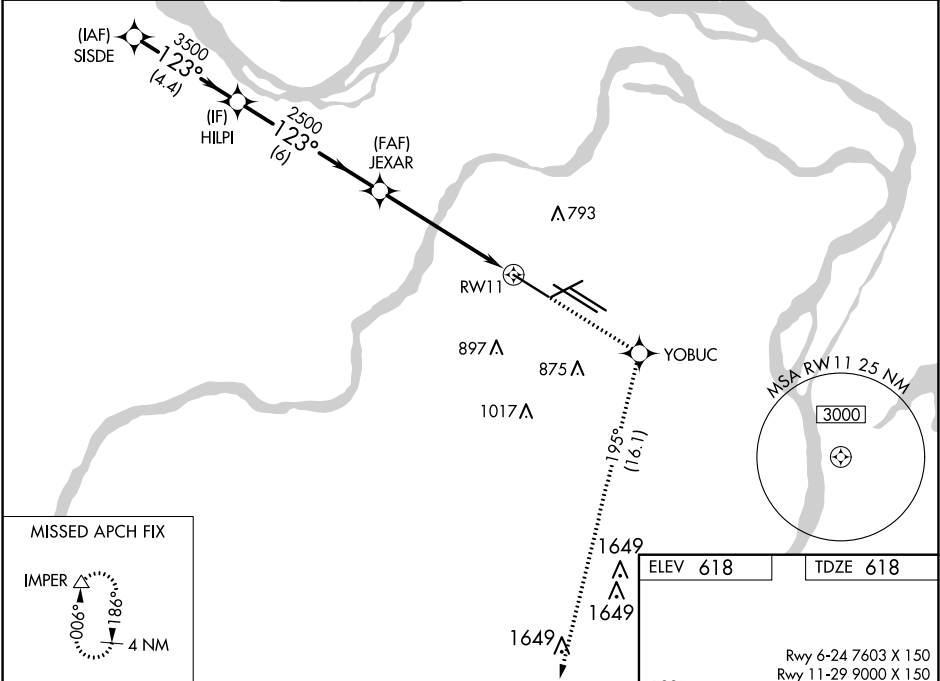 (IAF)
SISDE
3500
123°
(4.4)
(IF)
HILPI
2500
123°
(6)
(FAF)
JEXAR
793
RW11
897
875
1017
YOBUC
MSA RW11 25 NM
3000
195°
(16.1)
MISSED APCH FIX
IMPER
006°
186°
4 NM
1649
1649
1649
ELEV 618
TDZE 618
Rwy 6-24 7603 X 150
Rwy 11-29 9000 X 150